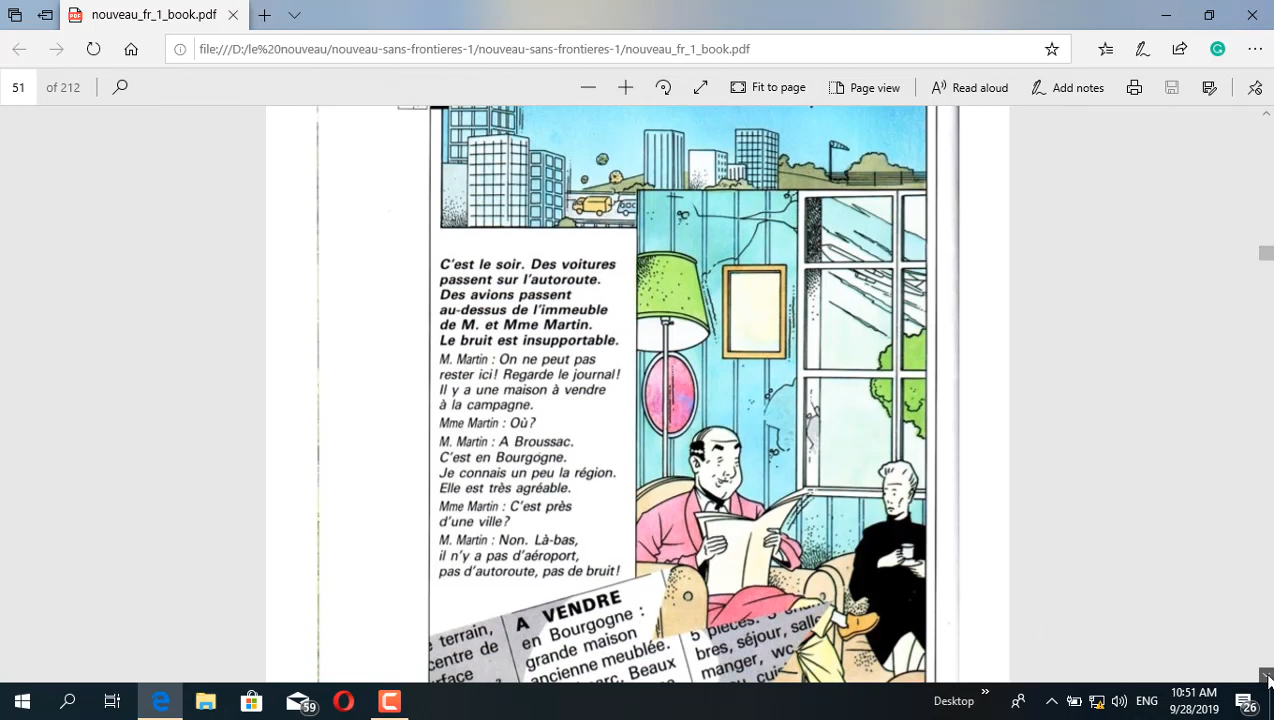 nouveau_fr_1_book.pdf
file:///D:/le%20nouveau/nouveau-sans-frontieres-1/nouveau-sans-frontieres-1/nouveau_fr_1_book.pdf
51 of 212
Fit to page
Page view
Read aloud
Add notes
C'est le soir. Des voitures
passent sur l'autoroute.
Des avions passent
au-dessus de l'immeuble
de M. et Mme Martin.
Le bruit est insupportable.
M. Martin : On ne peut pas
rester ici! Regarde le journal!
Il y a une maison à vendre
à la campagne.
Mme Martin : Où?
M. Martin : A Broussac.
C'est en Bourgogne.
Je connais un peu la région.
Elle est très agréable.
Mme Martin : C'est près
d'une ville?
M. Martin : Non. Là-bas,
il n'y a pas d'aéroport,
pas d'autoroute, pas de bruit!
terrain,
centre de
A VENDRE
en Bourgogne :
grande maison
ancienne meublée.
Beaux
5 pièces.
bres, séjour, salle
manger, wc,
Desktop
ENG
10:51 AM
9/28/2019
59
26